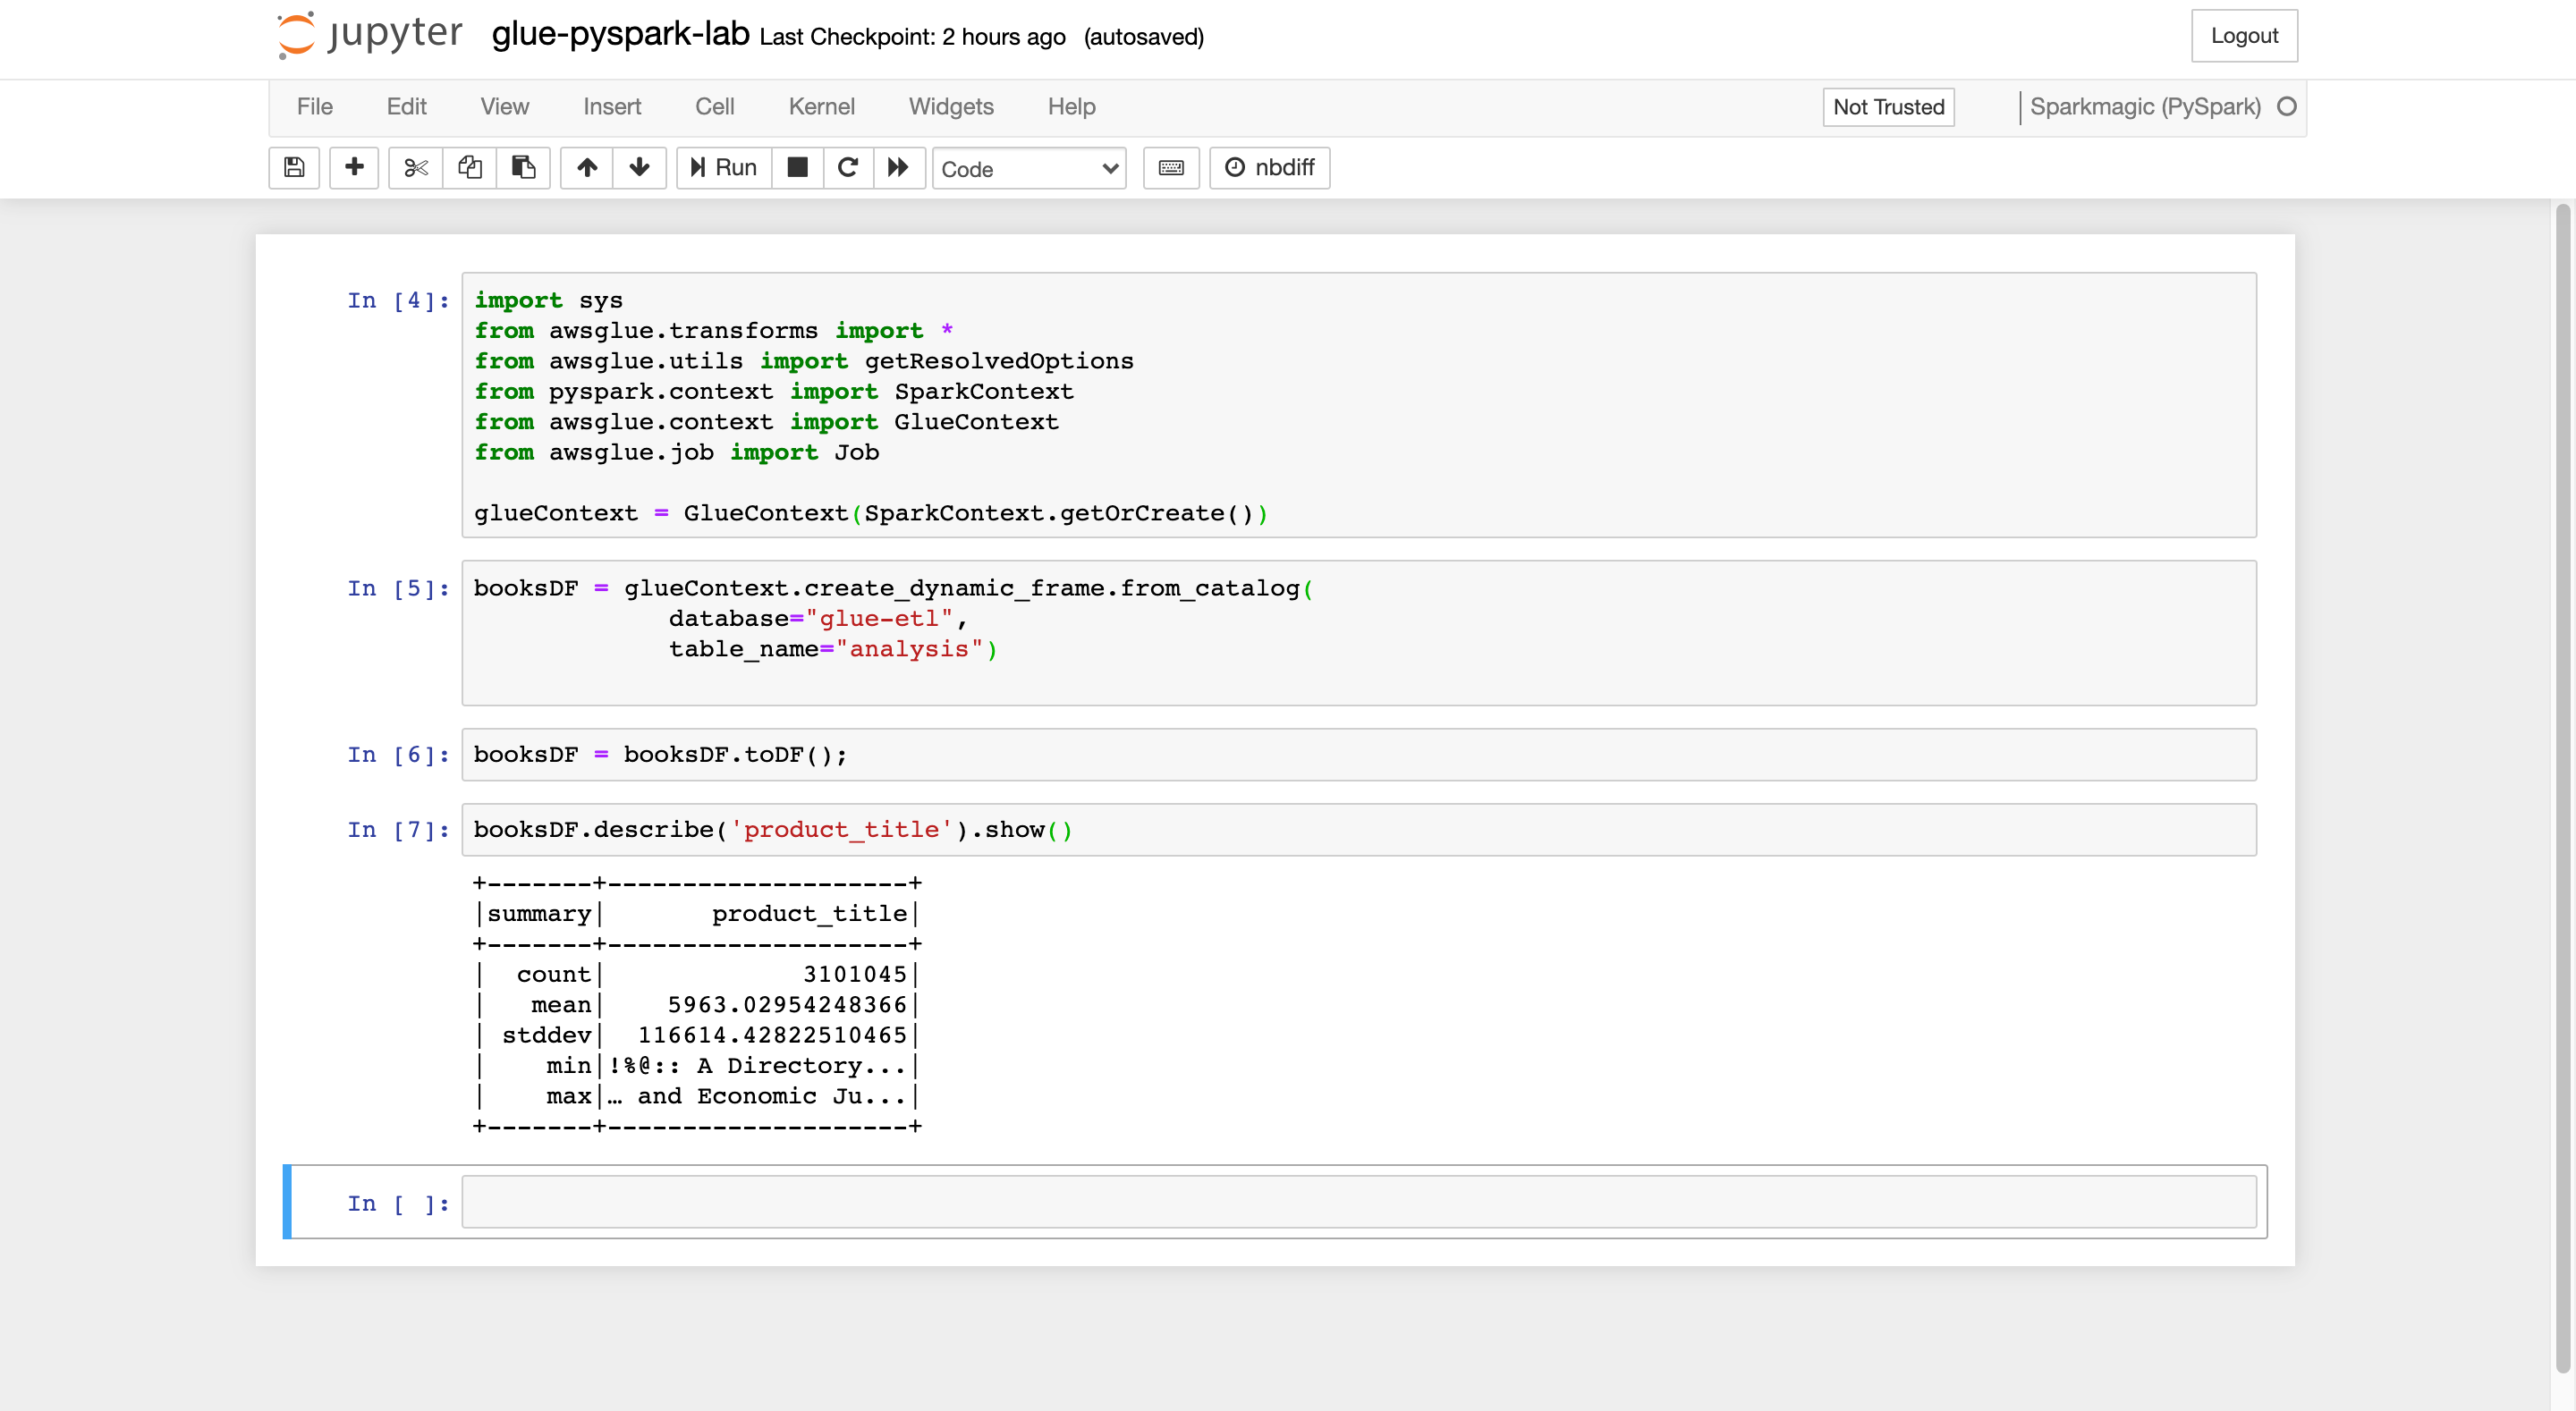 jupyter glue-pyspark-lab Last Checkpoint: 2 hours ago (autosaved) Logout
File Edit View Insert Cell Kernel Widgets Help Not Trusted Sparkmagic (PySpark)
Run Code nbdiff
In [4]: import sys
from awsglue.transforms import *
from awsglue.utils import getResolvedOptions
from pyspark.context import SparkContext
from awsglue.context import GlueContext
from awsglue.job import Job
glueContext = GlueContext(SparkContext.getOrCreate())
In [5]: booksDF = glueContext.create_dynamic_frame.from_catalog(
database="glue-etl",
table_name="analysis")
In [6]: booksDF = booksDF.toDF();
In [7]: booksDF.describe('product_title').show()
+-------+--------------------+
|summary|       product_title|
+-------+--------------------+
|  count|             3101045|
|   mean|    5963.02954248366|
| stddev|  116614.42822510465|
|    min|!%@:: A Directory...|
|    max|… and Economic Ju...|
+-------+--------------------+
In [ ]: